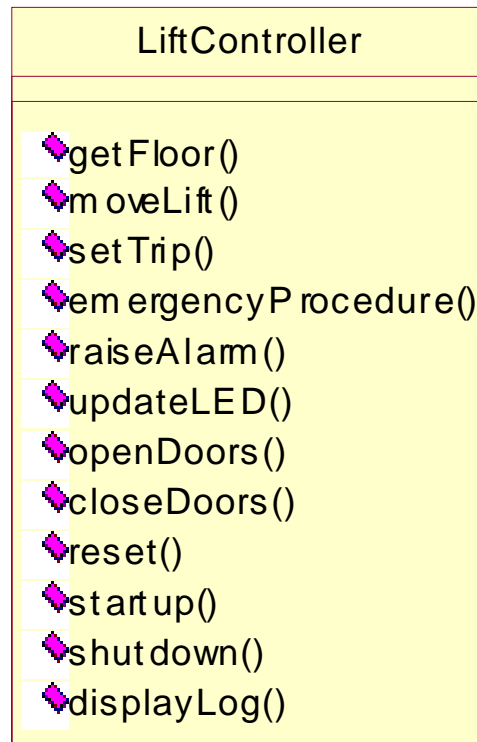 LiftController
getFloor()
moveLift()
setTrip()
emergencyProcedure()
raiseAlarm()
updateLED()
openDoors()
closeDoors()
reset()
startup()
shutdown()
displayLog()